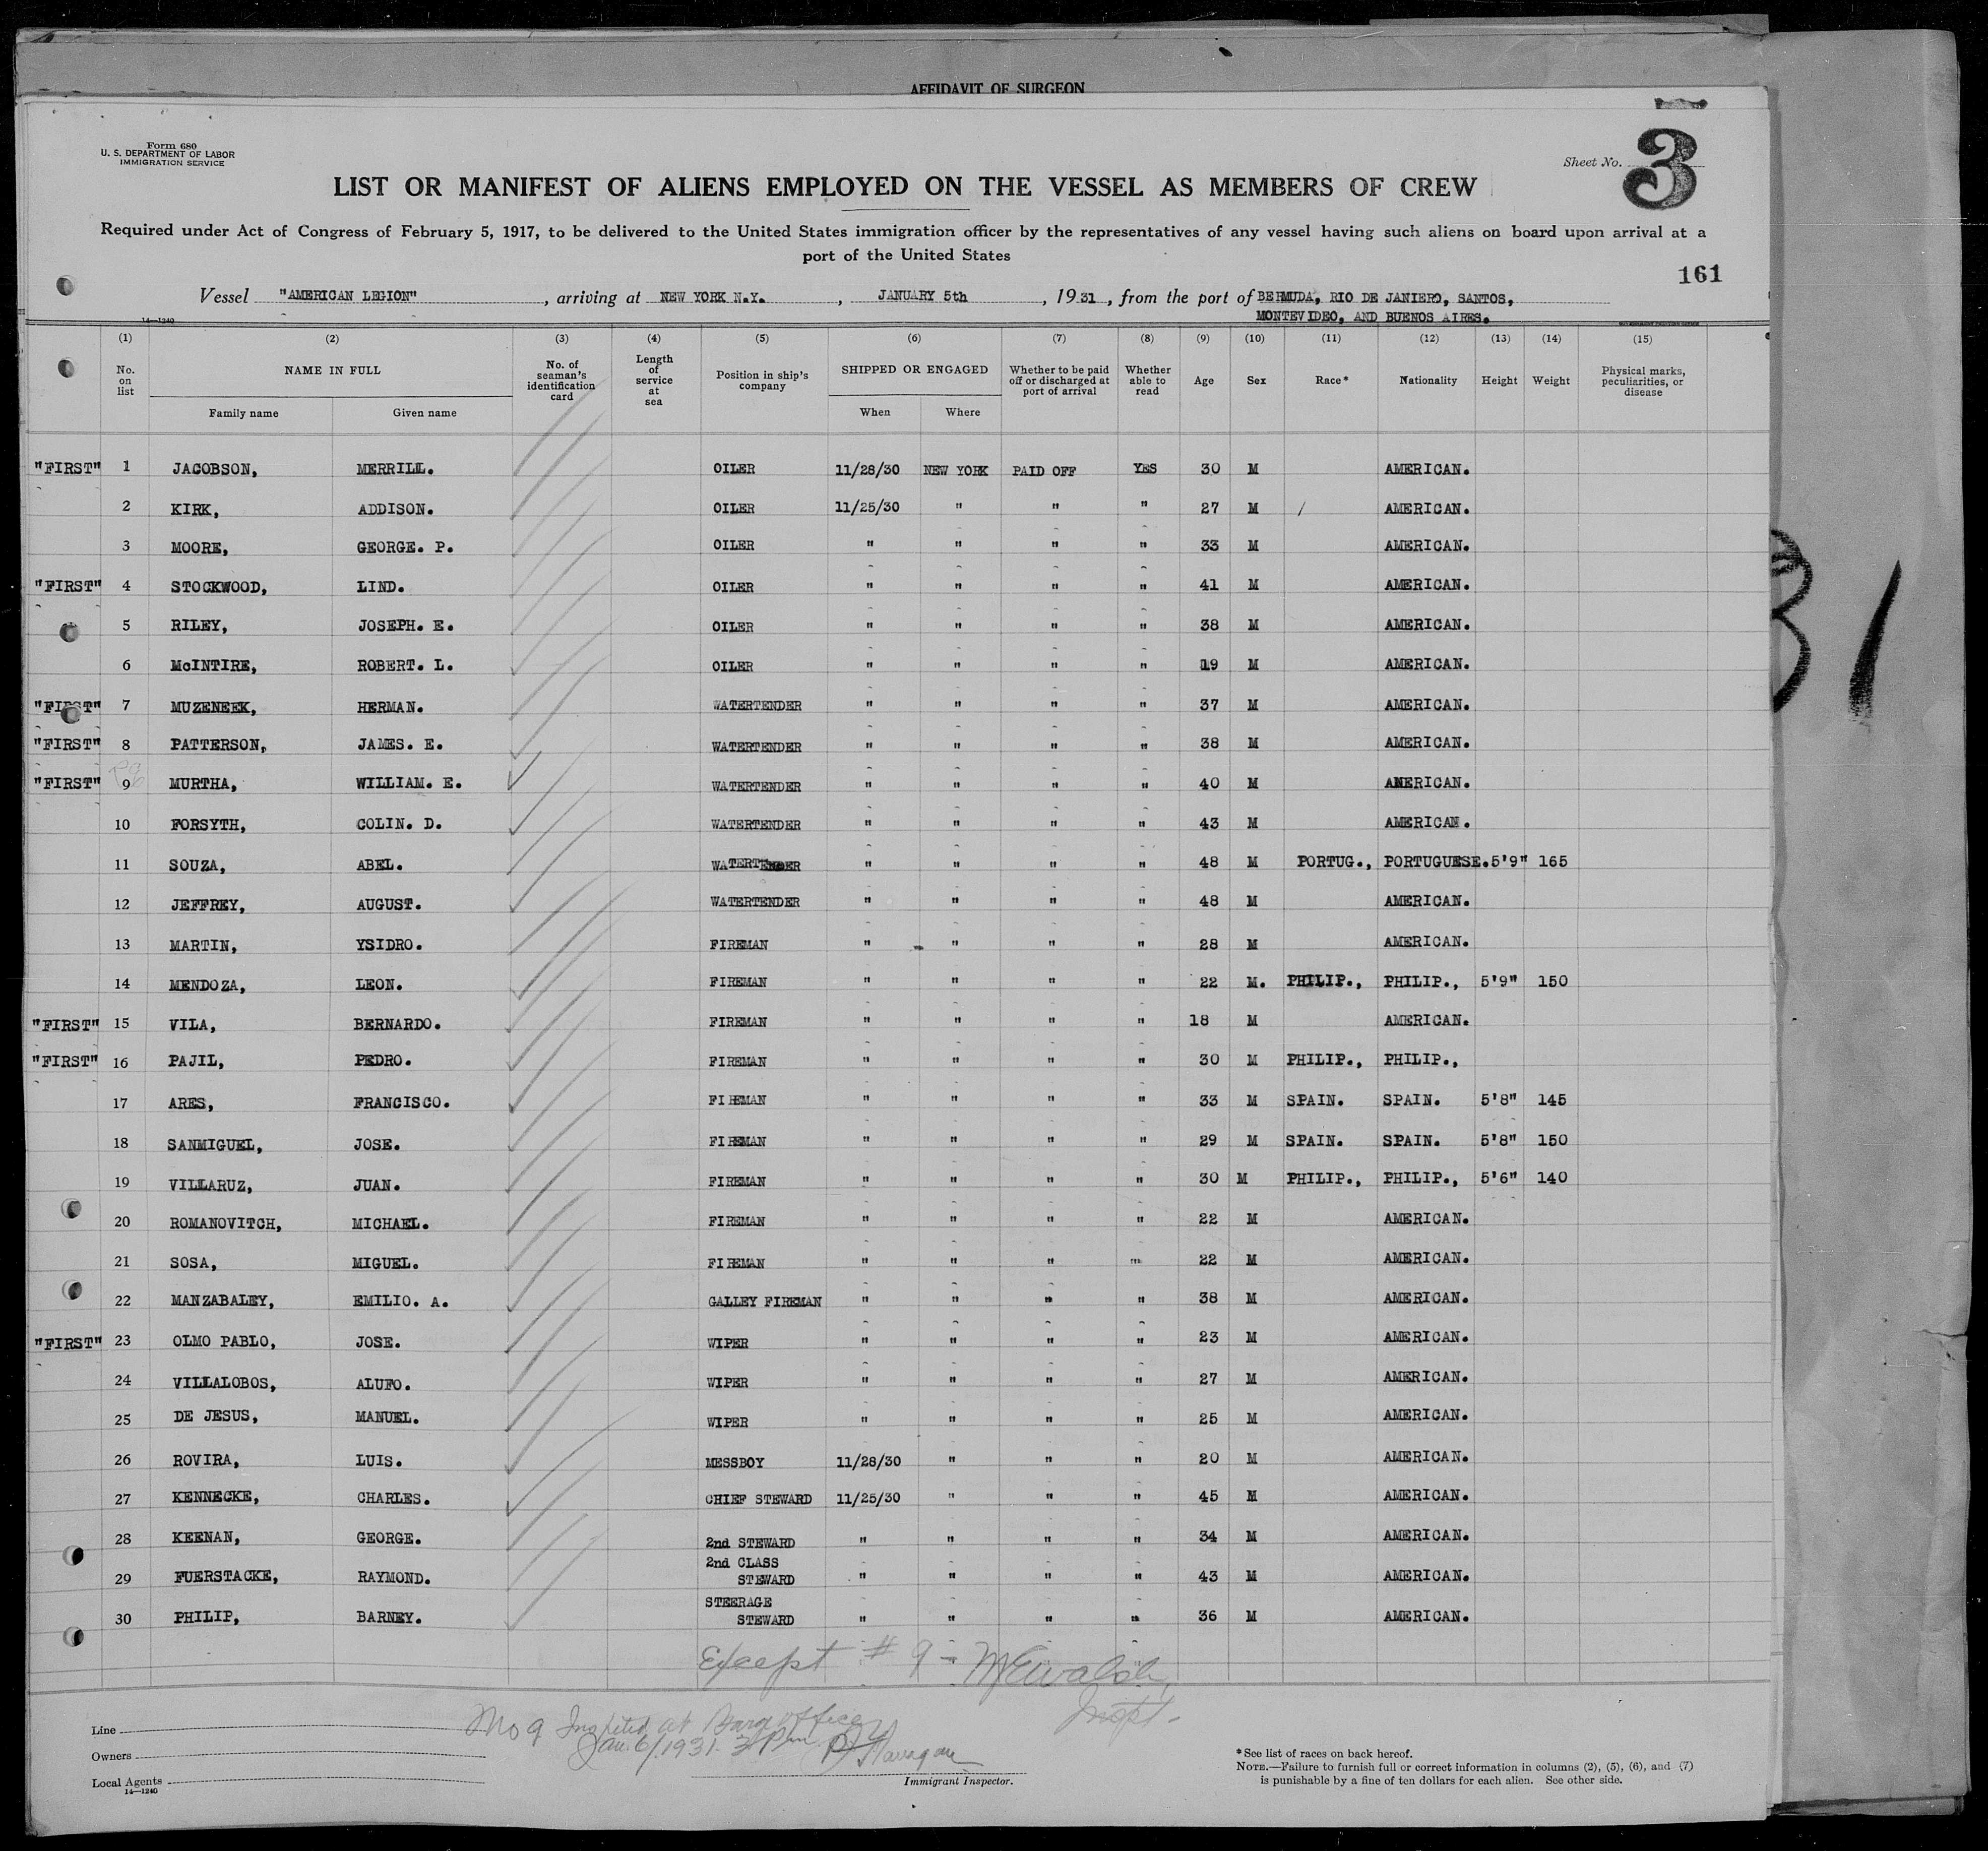 AFFIDAVIT OF SURGEON
Form 680
U. S. DEPARTMENT OF LABOR
IMMIGRATION SERVICE
Sheet No. 3
LIST OR MANIFEST OF ALIENS EMPLOYED ON THE VESSEL AS MEMBERS OF CREW
Required under Act of Congress of February 5, 1917, to be delivered to the United States immigration officer by the representatives of any vessel having such aliens on board upon arrival at a
port of the United States
161
Vessel "AMERICAN LEGION", arriving at NEW YORK N.Y., JANUARY 5th, 1931, from the port of BERMUDA, RIO DE JANIERO, SANTOS,
MONTEVIDEO, AND BUENOS AIRES.
14—1240
(1) (2) (3) (4) (5) (6) (7) (8) (9) (10) (11) (12) (13) (14) (15)
No. on list NAME IN FULL No. of seaman's identification card Length of service at sea Position in ship's company SHIPPED OR ENGAGED Whether to be paid off or discharged at port of arrival Whether able to read Age Sex Race* Nationality Height Weight Physical marks, peculiarities, or disease
Family name Given name When Where
"FIRST" 1 JACOBSON, MERRILL. OILER 11/28/30 NEW YORK PAID OFF YES 30 M AMERICAN.
2 KIRK, ADDISON. OILER 11/25/30 " " " 27 M / AMERICAN.
3 MOORE, GEORGE. P. OILER " " " " 33 M AMERICAN.
"FIRST" 4 STOCKWOOD, LIND. OILER " " " " 41 M AMERICAN.
5 RILEY, JOSEPH. E. OILER " " " " 38 M AMERICAN.
6 McINTIRE, ROBERT. L. OILER " " " " 19 M AMERICAN.
"FIRST" 7 MUZENEEK, HERMAN. WATERTENDER " " " " 37 M AMERICAN.
"FIRST" 8 PATTERSON, JAMES. E. WATERTENDER " " " " 38 M AMERICAN.
"FIRST" 9 MURTHA, WILLIAM. E. WATERTENDER " " " " 40 M AMERICAN.
10 FORSYTH, COLIN. D. WATERTENDER " " " " 43 M AMERICAN.
11 SOUZA, ABEL. WATERTENDER " " " " 48 M PORTUG., PORTUGUESE. 5'9" 165
12 JEFFREY, AUGUST. WATERTENDER " " " " 48 M AMERICAN.
13 MARTIN, YSIDRO. FIREMAN " " " " 28 M AMERICAN.
14 MENDOZA, LEON. FIREMAN " " " " 22 M. PHILIP., PHILIP., 5'9" 150
"FIRST" 15 VILA, BERNARDO. FIREMAN " " " " 18 M AMERICAN.
"FIRST" 16 PAJIL, PEDRO. FIREMAN " " " " 30 M PHILIP., PHILIP.,
17 ARES, FRANCISCO. FIREMAN " " " " 33 M SPAIN. SPAIN. 5'8" 145
18 SANMIGUEL, JOSE. FIREMAN " " " " 29 M SPAIN. SPAIN. 5'8" 150
19 VILLARUZ, JUAN. FIREMAN " " " " 30 M PHILIP., PHILIP., 5'6" 140
20 ROMANOVITCH, MICHAEL. FIREMAN " " " " 22 M AMERICAN.
21 SOSA, MIGUEL. FIREMAN " " " " 22 M AMERICAN.
22 MANZABALEY, EMILIO. A. GALLEY FIREMAN " " " " 38 M AMERICAN.
"FIRST" 23 OLMO PABLO, JOSE. WIPER " " " " 23 M AMERICAN.
24 VILLALOBOS, ALUFO. WIPER " " " " 27 M AMERICAN.
25 DE JESUS, MANUEL. WIPER " " " " 25 M AMERICAN.
26 ROVIRA, LUIS. MESSBOY 11/28/30 " " " 20 M AMERICAN.
27 KENNECKE, CHARLES. CHIEF STEWARD 11/25/30 " " " 45 M AMERICAN.
28 KEENAN, GEORGE. 2nd STEWARD " " " " 34 M AMERICAN.
29 FUERSTACKE, RAYMOND. 2nd CLASS STEWARD " " " " 43 M AMERICAN.
30 PHILIP, BARNEY. STEERAGE STEWARD " " " " 36 M AMERICAN.
Except # 9 - McEwalsh,
Inspt.
No 9 Inspected at Barge office
Jan. 6/1931.
Line
Owners
Local Agents
14—1240
Immigrant Inspector.
*See list of races on back hereof.
NOTE.—Failure to furnish full or correct information in columns (2), (5), (6), and (7)
is punishable by a fine of ten dollars for each alien. See other side.
31